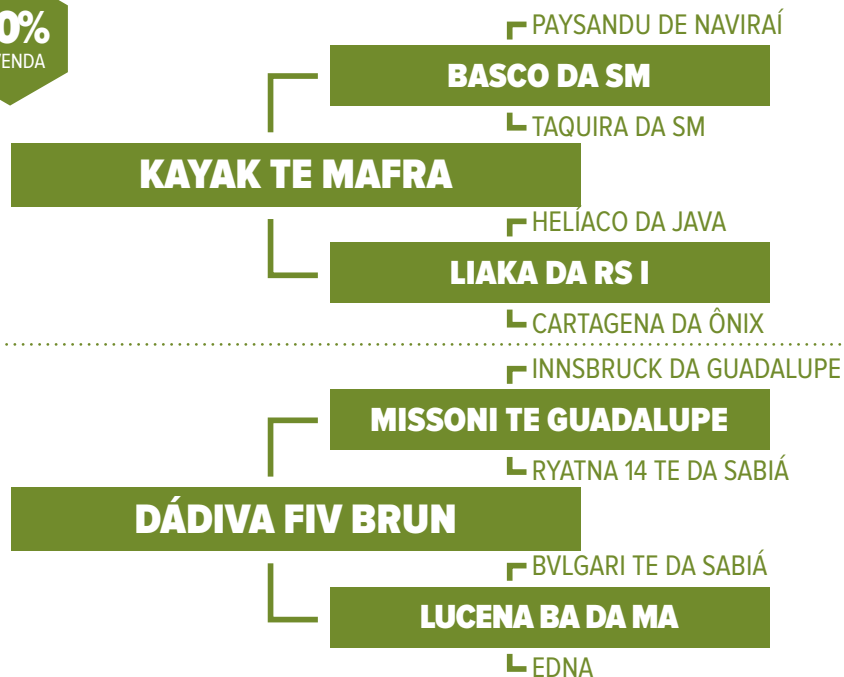 0%
PAYSANDU DE NAVIRAÍ
BASCO DA SM
TAQUIRA DA SM
KAYAK TE MAFRA
HELÍACO DA JAVA
LIAKA DA RS I
CARTAGENA DA ÔNIX
INNSBRUCK DA GUADALUPE
MISSONI TE GUADALUPE
RYATNA 14 TE DA SABIÁ
DÁDIVA FIV BRUN
BVLGARI TE DA SABIÁ
LUCENA BA DA MA
EDNA